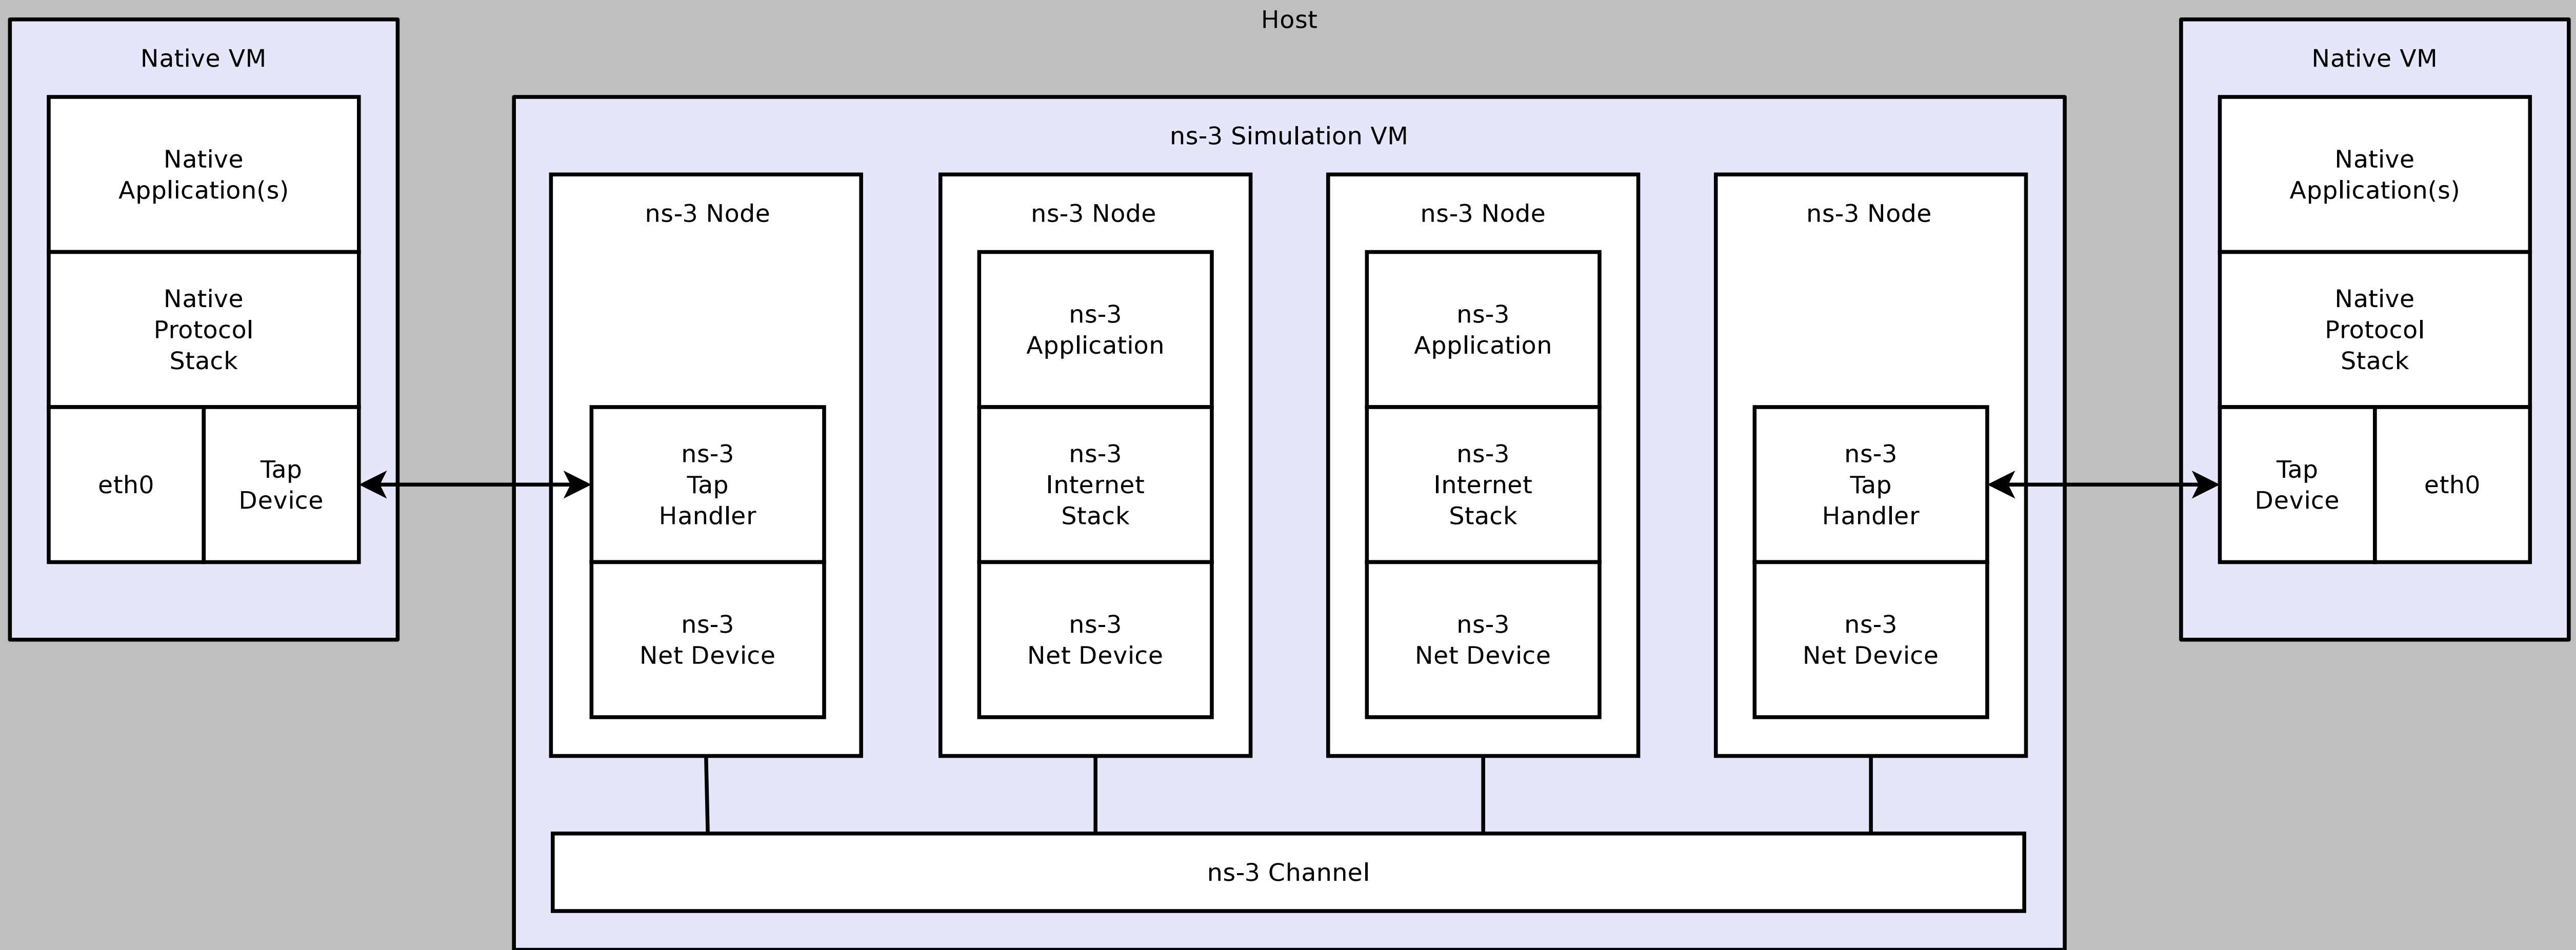 Host
Native VM
Native
Application(s)
Native
Protocol
Stack
eth0
Tap
Device
ns-3 Simulation VM
ns-3 Node
ns-3
Tap
Handler
ns-3
Net Device
ns-3 Node
ns-3
Application
ns-3
Internet
Stack
ns-3
Net Device
ns-3 Node
ns-3
Application
ns-3
Internet
Stack
ns-3
Net Device
ns-3 Node
ns-3
Tap
Handler
ns-3
Net Device
ns-3 Channel
Native VM
Native
Application(s)
Native
Protocol
Stack
Tap
Device
eth0